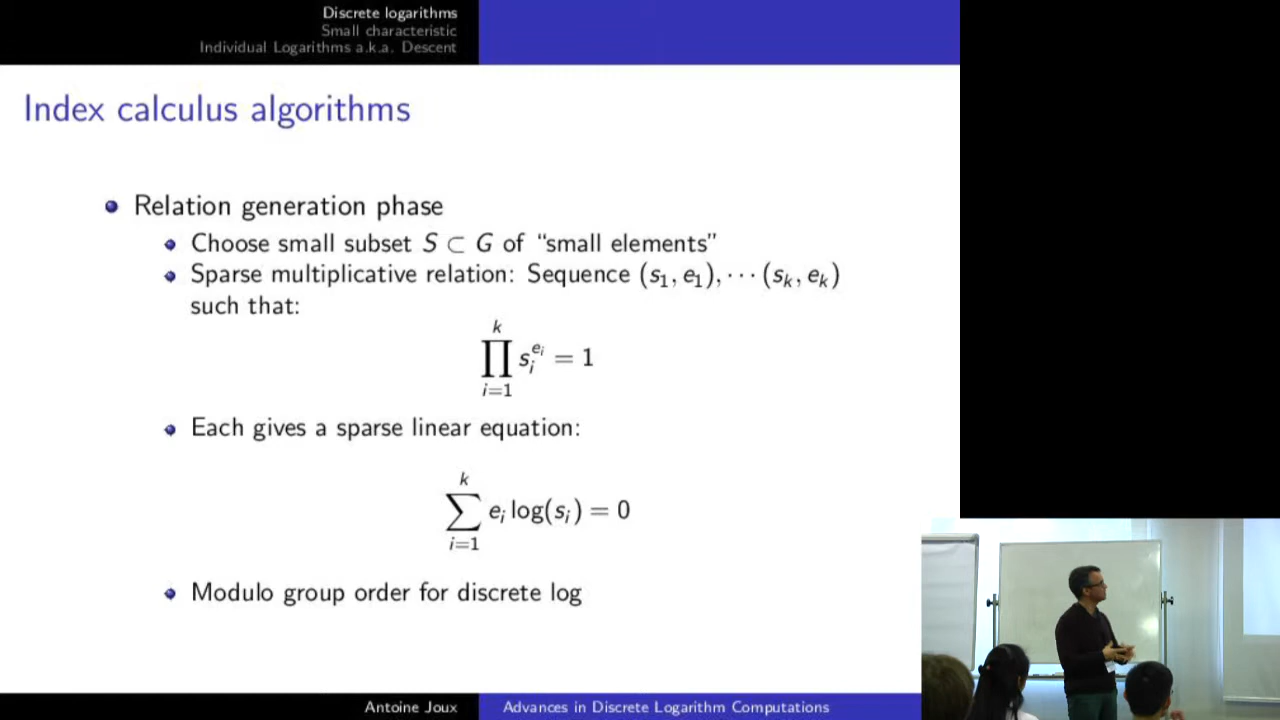 Discrete logarithms
Small characteristic
Individual Logarithms a.k.a. Descent
Index calculus algorithms
Relation generation phase
Choose small subset S ⊂ G of “small elements”
Sparse multiplicative relation: Sequence (s₁, e₁), ⋯ (sₖ, eₖ)
such that:
∏_{i=1}^{k} s_i^{e_i} = 1
Each gives a sparse linear equation:
∑_{i=1}^{k} e_i log(s_i) = 0
Modulo group order for discrete log
Antoine Joux
Advances in Discrete Logarithm Computations